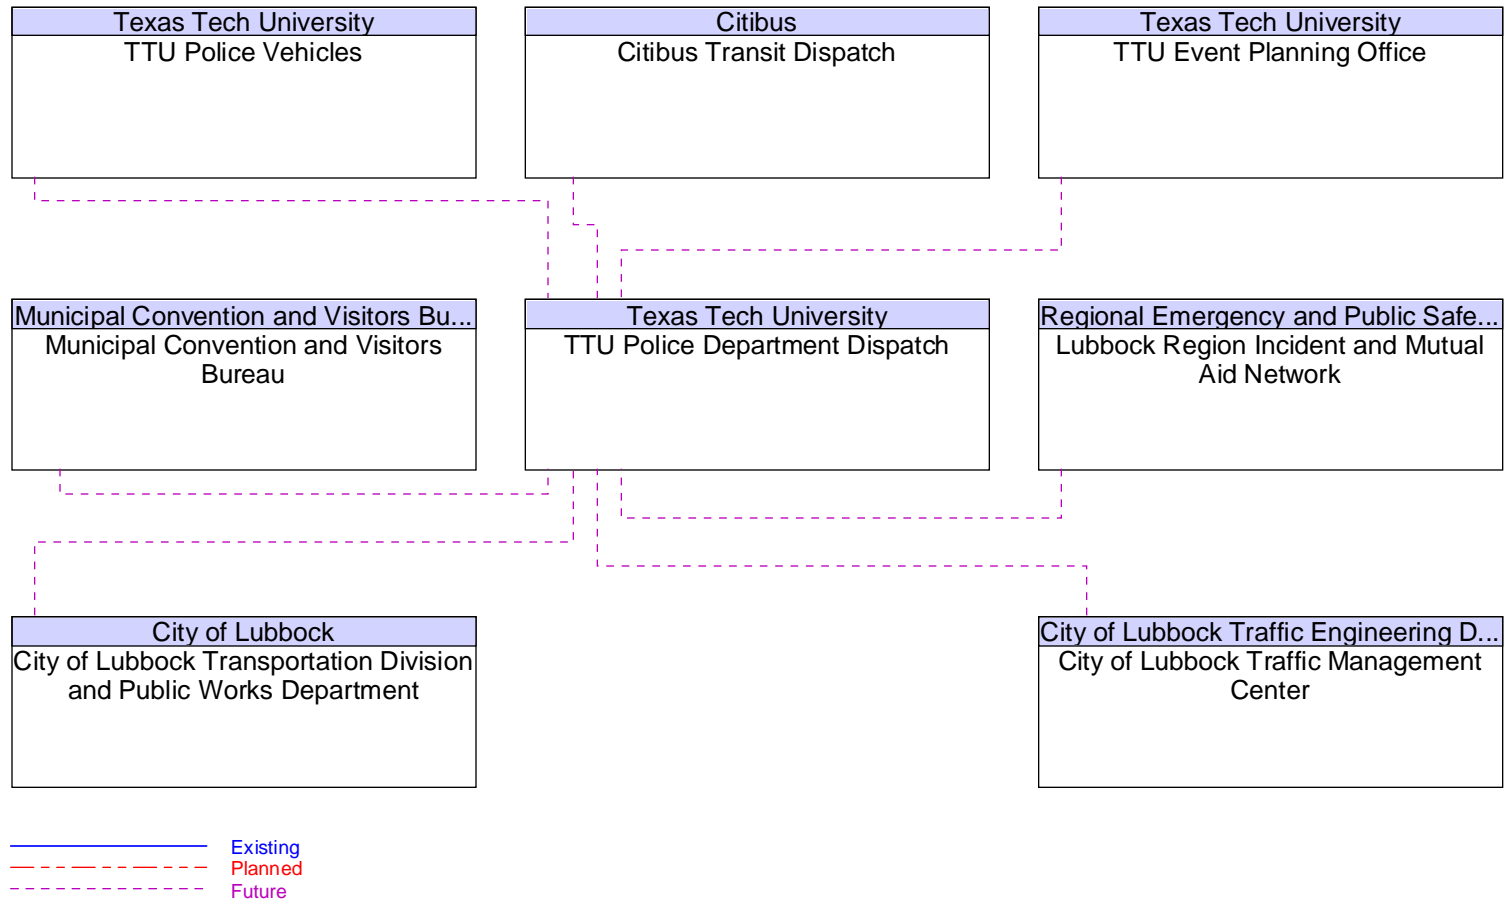 Texas Tech University
TTU Police Vehicles
Citibus
Citibus Transit Dispatch
Texas Tech University
TTU Event Planning Office
Municipal Convention and Visitors Bu...
Municipal Convention and Visitors
Bureau
Texas Tech University
TTU Police Department Dispatch
Regional Emergency and Public Safe...
Lubbock Region Incident and Mutual
Aid Network
City of Lubbock
City of Lubbock Transportation Division
and Public Works Department
City of Lubbock Traffic Engineering D...
City of Lubbock Traffic Management
Center
Existing
Planned
Future